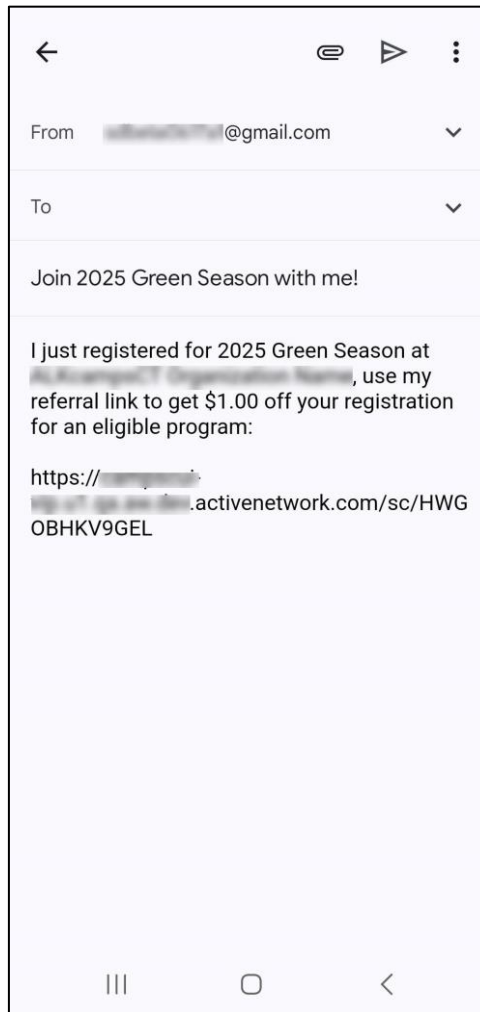 From @gmail.com
To
Join 2025 Green Season with me!
I just registered for 2025 Green Season at
, use my
referral link to get $1.00 off your registration
for an eligible program:
https://
.activenetwork.com/sc/HWG
OBHKV9GEL